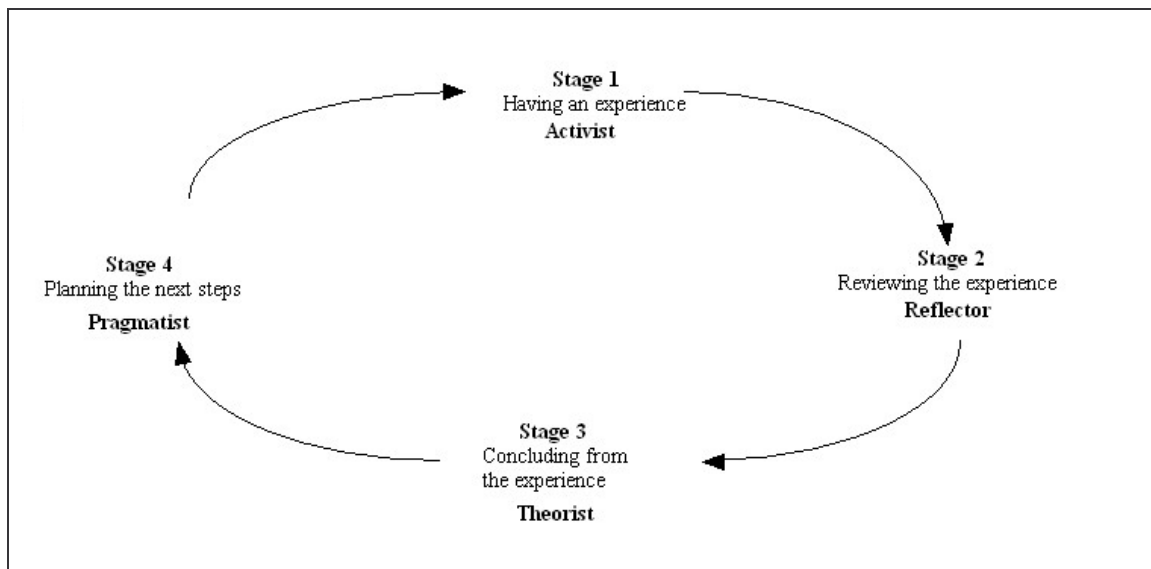 Stage 1
Having an experience
Activist
Stage 2
Reviewing the experience
Reflector
Stage 3
Concluding from
the experience
Theorist
Stage 4
Planning the next steps
Pragmatist